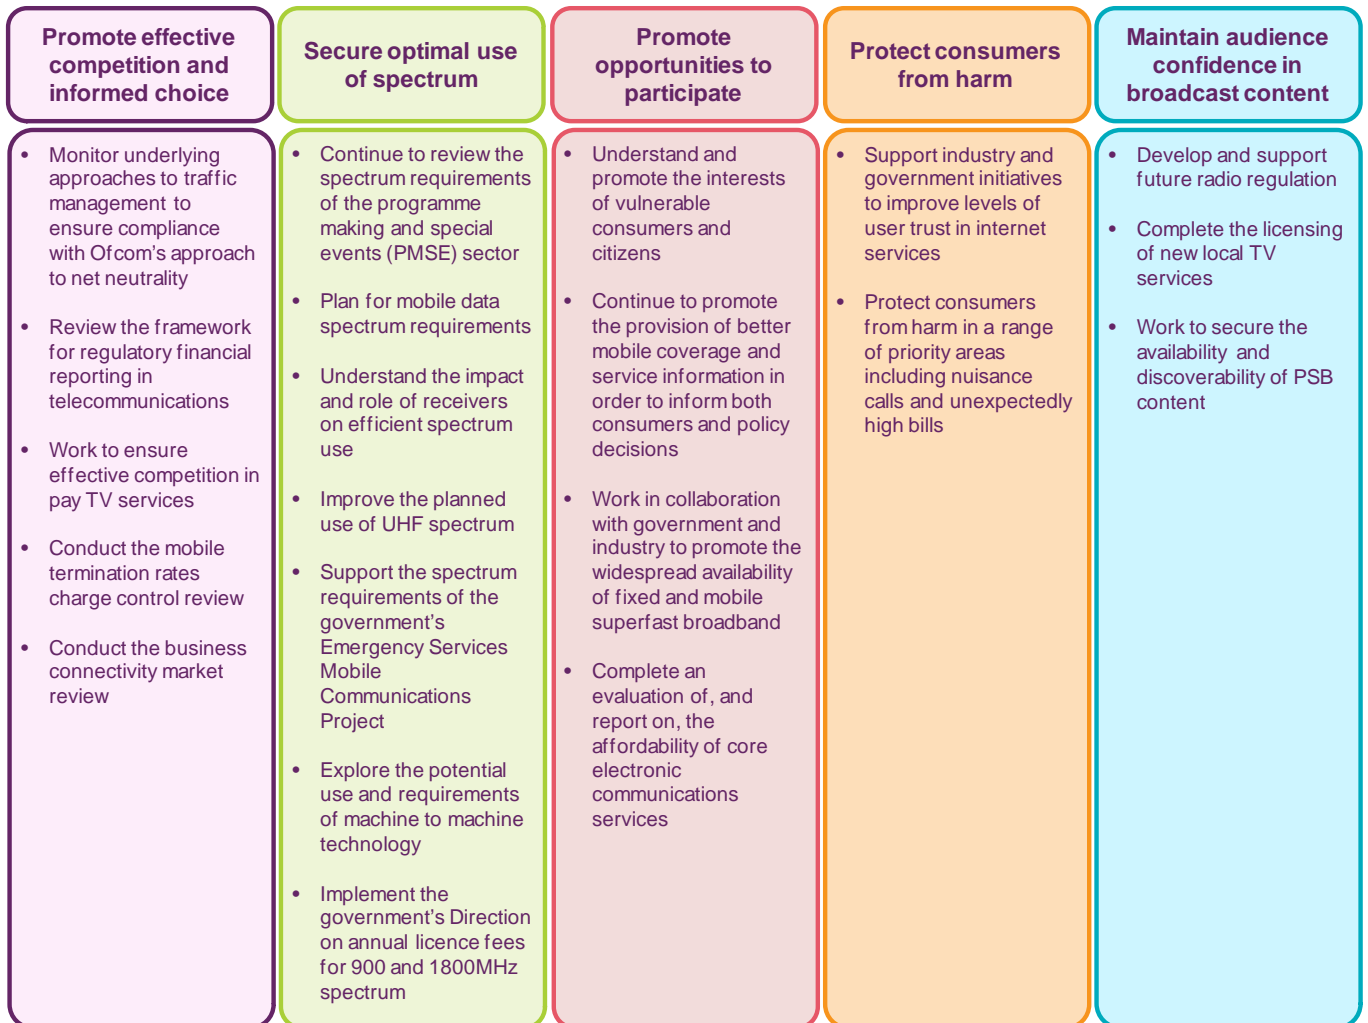 Promote effective
competition and
informed choice
• Monitor underlying
approaches to traffic
management to
ensure compliance
with Ofcom's approach
to net neutrality
• Review the framework
for regulatory financial
reporting in
telecommunications
• Work to ensure
effective competition in
pay TV services
• Conduct the mobile
termination rates
charge control review
• Conduct the business
connectivity market
review
Secure optimal use
of spectrum
• Continue to review the
spectrum requirements
of the programme
making and special
events (PMSE) sector
• Plan for mobile data
spectrum requirements
• Understand the impact
and role of receivers
on efficient spectrum
use
• Improve the planned
use of UHF spectrum
• Support the spectrum
requirements of the
government's
Emergency Services
Mobile
Communications
Project
• Explore the potential
use and requirements
of machine to machine
technology
• Implement the
government's Direction
on annual licence fees
for 900 and 1800MHz
spectrum
Promote
opportunities to
participate
• Understand and
promote the interests
of vulnerable
consumers and
citizens
• Continue to promote
the provision of better
mobile coverage and
service information in
order to inform both
consumers and policy
decisions
• Work in collaboration
with government and
industry to promote the
widespread availability
of fixed and mobile
superfast broadband
• Complete an
evaluation of, and
report on, the
affordability of core
electronic
communications
services
Protect consumers
from harm
• Support industry and
government initiatives
to improve levels of
user trust in internet
services
• Protect consumers
from harm in a range
of priority areas
including nuisance
calls and unexpectedly
high bills
Maintain audience
confidence in
broadcast content
• Develop and support
future radio regulation
• Complete the licensing
of new local TV
services
• Work to secure the
availability and
discoverability of PSB
content